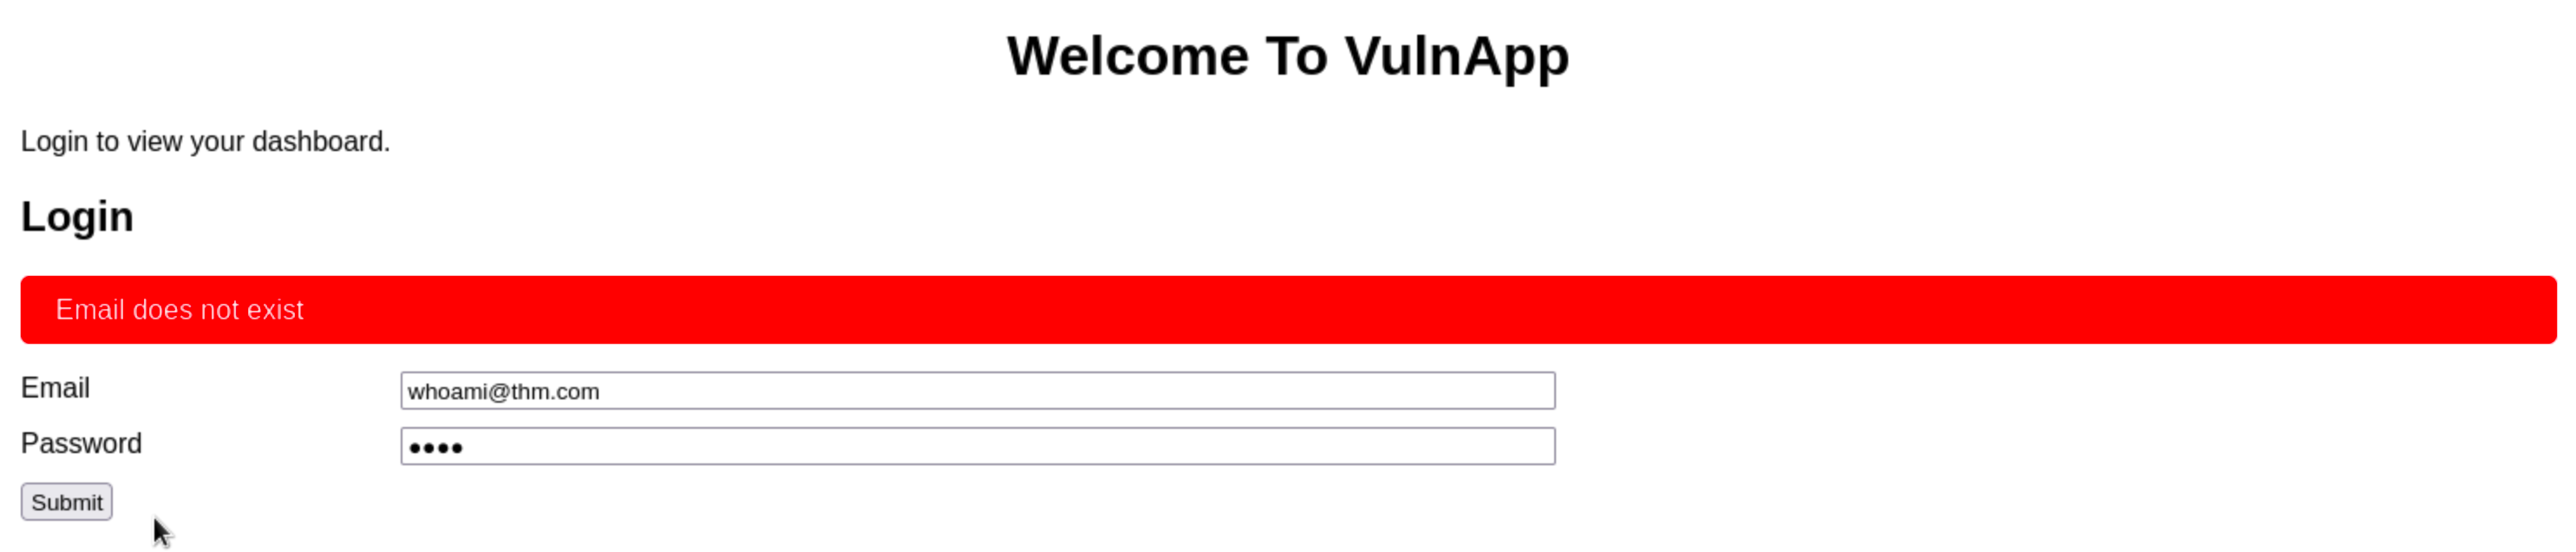 Welcome To VulnApp
Login to view your dashboard.
Login
Email does not exist
Email whoami@thm.com
Password ••••
Submit